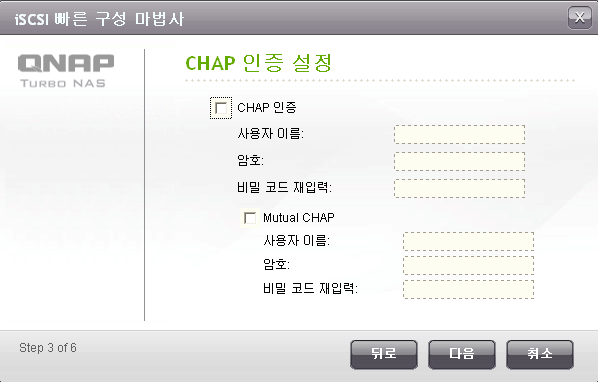 iSCSI 빠른 구성 마법사
QNAP
TURBO NAS
CHAP 인증 설정
CHAP 인증
사용자 이름:
암호:
비밀 코드 재입력:
Mutual CHAP
사용자 이름:
암호:
비밀 코드 재입력:
Step 3 of 6
뒤로
다음
취소